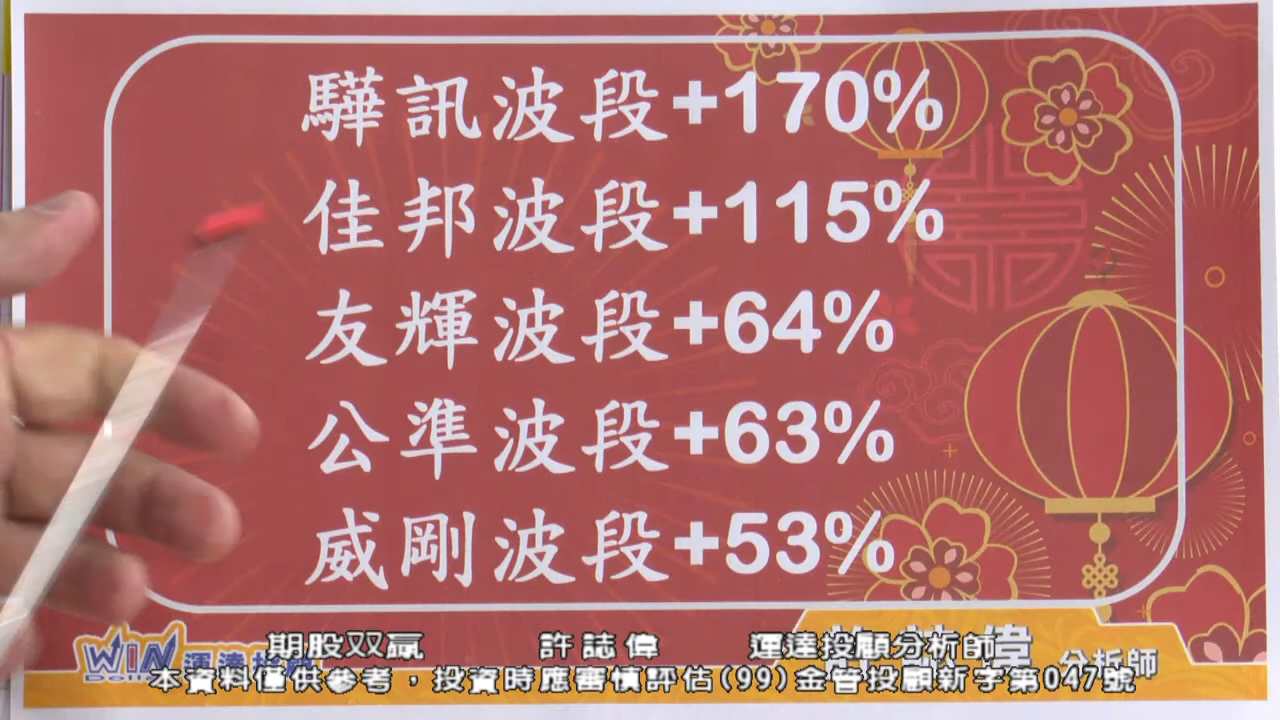 驊訊波段+170%
佳邦波段+115%
友輝波段+64%
公準波段+63%
威剛波段+53%
期股双赢 許誌偉 運達投顧分析師
WIN 分析師
本資料僅供參考，投資時應審慎評估(99)金管投顧新字第047號